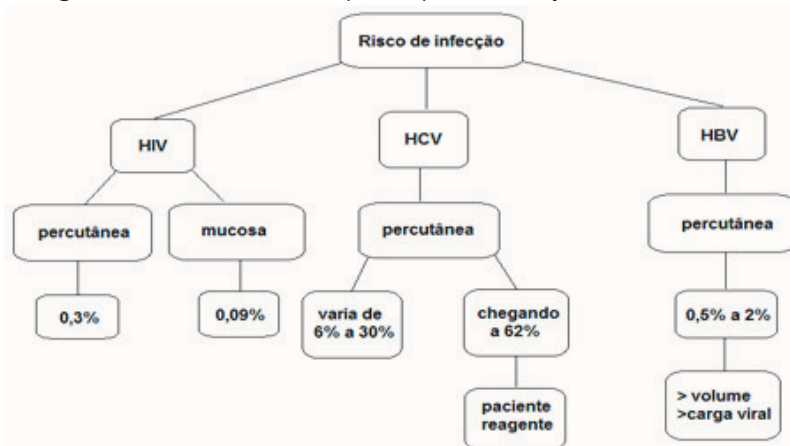 Risco de infecção
HIV
HCV
HBV
percutânea
mucosa
percutânea
percutânea
0,3%
0,09%
varia de
6% a 30%
chegando
a 62%
0,5% a 2%
paciente
reagente
> volume
>carga viral